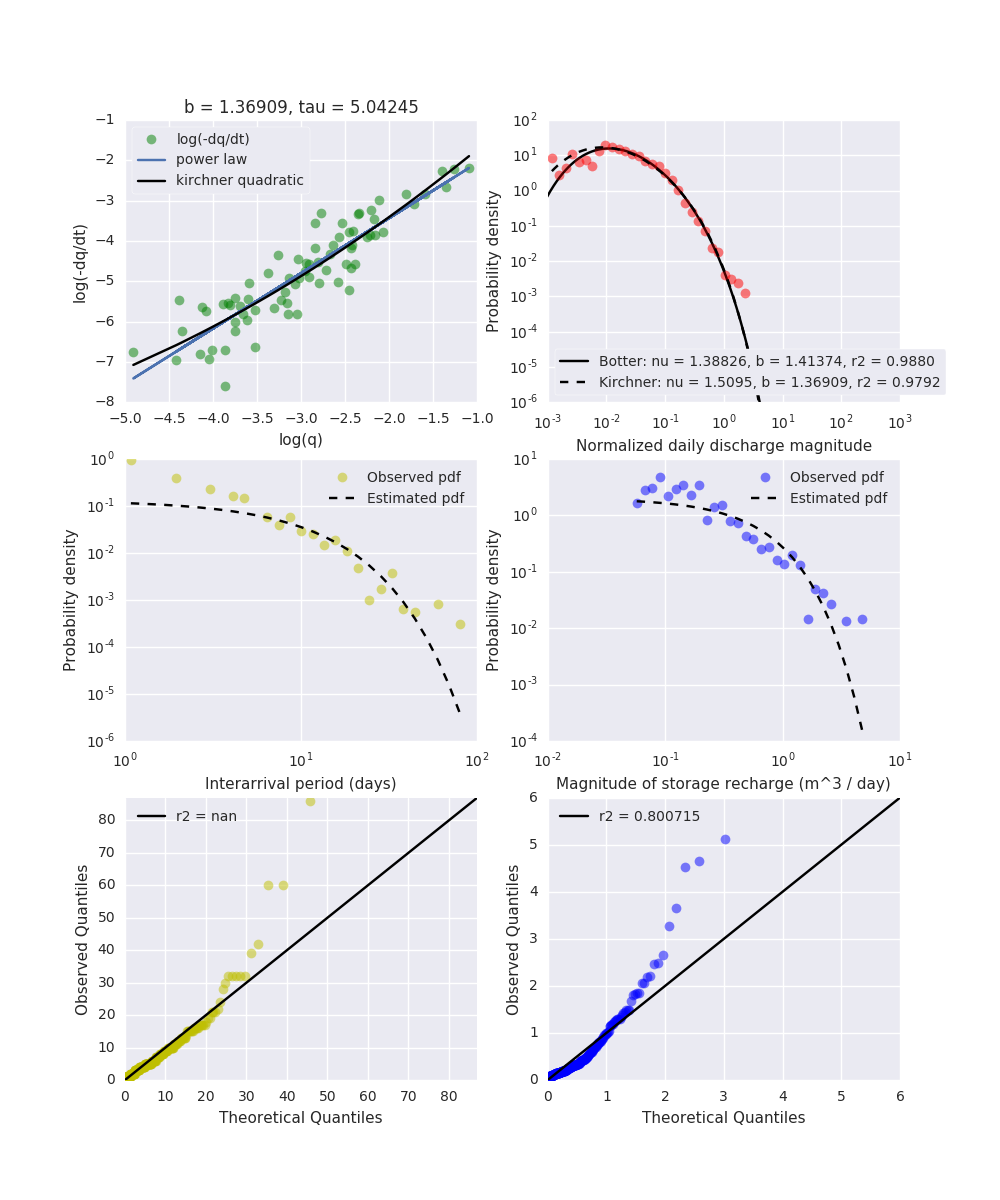 b = 1.36909, tau = 5.04245
−1
−2
−3
−4
−5
−6
−7
−8
log(-dq/dt)
log(-dq/dt)
power law
kirchner quadratic
−5.0 −4.5 −4.0 −3.5 −3.0 −2.5 −2.0 −1.5 −1.0
log(q)
10^2
10^1
10^0
10^-1
10^-2
10^-3
10^-4
10^-5
10^-6
Probability density
Botter: nu = 1.38826, b = 1.41374, r2 = 0.9880
Kirchner: nu = 1.5095, b = 1.36909, r2 = 0.9792
10^-3 10^-2 10^-1 10^0 10^1 10^2 10^3
Normalized daily discharge magnitude
10^0
10^-1
10^-2
10^-3
10^-4
10^-5
10^-6
Probability density
Observed pdf
Estimated pdf
10^0 10^1 10^2
Interarrival period (days)
10^1
10^0
10^-1
10^-2
10^-3
10^-4
Probability density
Observed pdf
Estimated pdf
10^-2 10^-1 10^0 10^1
Magnitude of storage recharge (m^3 / day)
80
70
60
50
40
30
20
10
0
Observed Quantiles
r2 = nan
0 10 20 30 40 50 60 70 80
Theoretical Quantiles
6
5
4
3
2
1
0
Observed Quantiles
r2 = 0.800715
0 1 2 3 4 5 6
Theoretical Quantiles